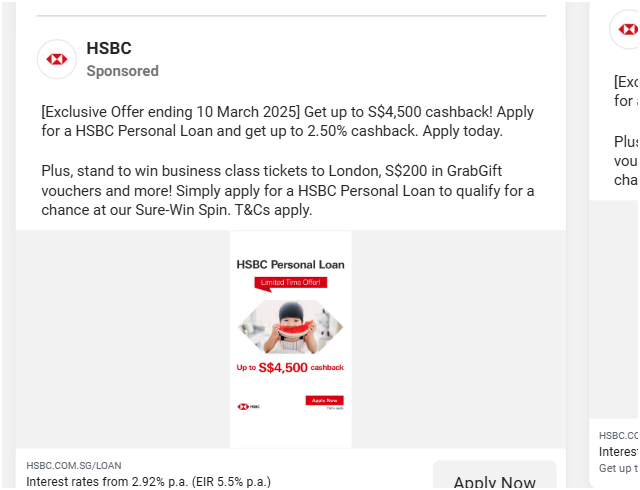 HSBC
Sponsored
[Exclusive Offer ending 10 March 2025] Get up to S$4,500 cashback! Apply
for a HSBC Personal Loan and get up to 2.50% cashback. Apply today.
Plus, stand to win business class tickets to London, S$200 in GrabGift
vouchers and more! Simply apply for a HSBC Personal Loan to qualify for a
chance at our Sure-Win Spin. T&Cs apply.
HSBC Personal Loan
Limited Time Offer!
Up to S$4,500 cashback
Apply Now
HSBC
T&Cs apply
HSBC.COM.SG/LOAN
Interest rates from 2.92% p.a. (EIR 5.5% p.a.)
Apply Now
[Exc
for a
Plus
vou
cha
HSBC.CO
Interes
Get up t